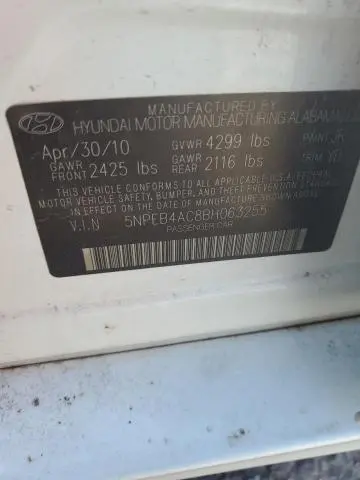 MANUFACTURED BY
HYUNDAI MOTOR MANUFACTURING ALABAMA
Apr/30/10 GVWR 4299 lbs PAINT
GAWR FRONT 2425 lbs GAWR REAR 2116 lbs TRIM
THIS VEHICLE CONFORMS TO ALL APPLICABLE U.S.A. FEDERAL
MOTOR VEHICLE SAFETY, BUMPER, AND THEFT PREVENTION STANDARDS
IN EFFECT ON THE DATE OF MANUFACTURE SHOWN ABOVE
V.I.N 5NPEB4AC8BH063255
PASSENGER CAR